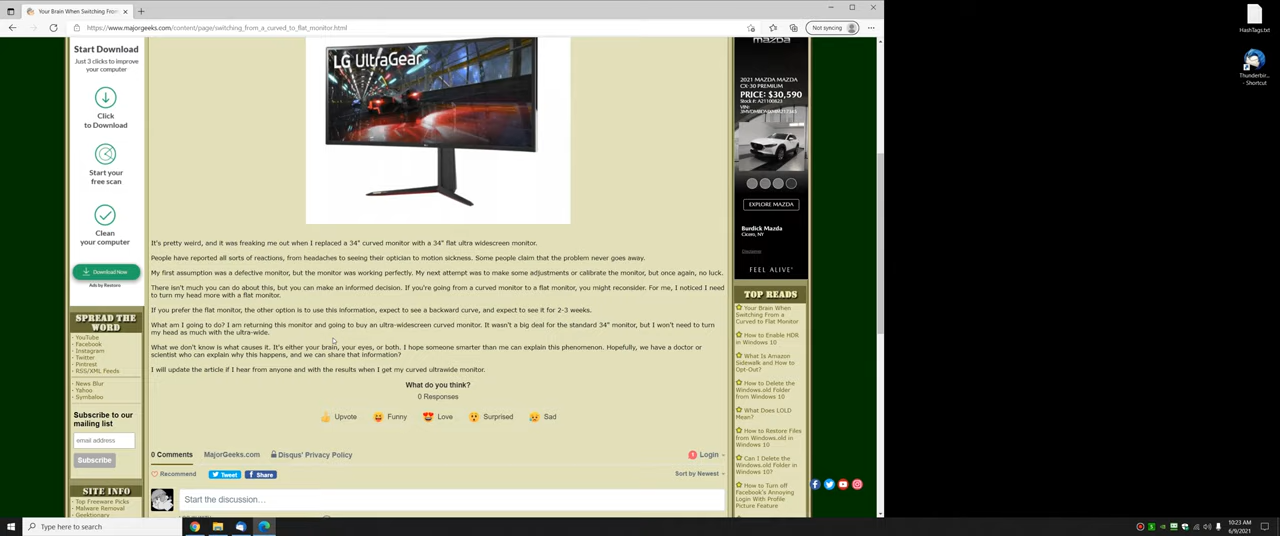 Your Brain When Switching From
https://www.majorgeeks.com/content/page/switching_from_a_curved_to_flat_monitor.html
Not syncing
HashTags.txt
Thunderbir...
- Shortcut
Start Download
Just 3 clicks to improve
your computer
Click
to Download
Start your
free scan
Clean
your computer
Download Now
Ads by Restoro
SPREAD THE
WORD
· YouTube
· Facebook
· Instagram
· Twitter
· Pintrest
· RSS/XML Feeds
· News Blur
· Yahoo
· Symbaloo
Subscribe to our
mailing list
email address
Subscribe
SITE INFO
· Top Freeware Picks
· Malware Removal
· Geektionary
LG UltraGear
It's pretty weird, and it was freaking me out when I replaced a 34" curved monitor with a 34" flat ultra widescreen monitor.
People have reported all sorts of reactions, from headaches to seeing their optician to motion sickness. Some people claim that the problem never goes away.
My first assumption was a defective monitor, but the monitor was working perfectly. My next attempt was to make some adjustments or calibrate the monitor, but once again, no luck.
There isn't much you can do about this, but you can make an informed decision. If you're going from a curved monitor to a flat monitor, you might reconsider. For me, I noticed I need
to turn my head more with a flat monitor.
If you prefer the flat monitor, the other option is to use this information, expect to see a backward curve, and expect to see it for 2-3 weeks.
What am I going to do? I am returning this monitor and going to buy an ultra-widescreen curved monitor. It wasn't a big deal for the standard 34" monitor, but I won't need to turn
my head as much with the ultra-wide.
What we don't know is what causes it. It's either your brain, your eyes, or both. I hope someone smarter than me can explain this phenomenon. Hopefully, we have a doctor or
scientist who can explain why this happens, and we can share that information?
I will update the article if I hear from anyone and with the results when I get my curved ultrawide monitor.
What do you think?
0 Responses
Upvote
Funny
Love
Surprised
Sad
0 Comments
MajorGeeks.com
Disqus' Privacy Policy
1
Login
Recommend
Tweet
Share
Sort by Newest
Start the discussion...
mazda
2021 MAZDA MAZDA
CX-30 PREMIUM
PRICE: $30,590
Stock #: A21100823
VIN:
EXPLORE MAZDA
Burdick Mazda
Cicero, NY
Disclaimer
FEEL ALIVE
TOP READS
Your Brain When
Switching From a
Curved to Flat Monitor
How to Enable HDR
in Windows 10
What Is Amazon
Sidewalk and How to
Opt-Out?
How to Delete the
Windows.old Folder
from Windows 10
What Does LOLD
Mean?
How to Restore Files
from Windows.old in
Windows 10
Can I Delete the
Windows.old Folder in
Windows 10?
How to Turn off
Facebook's Annoying
Login With Profile
Picture Feature
Type here to search
10:23 AM
6/9/2021